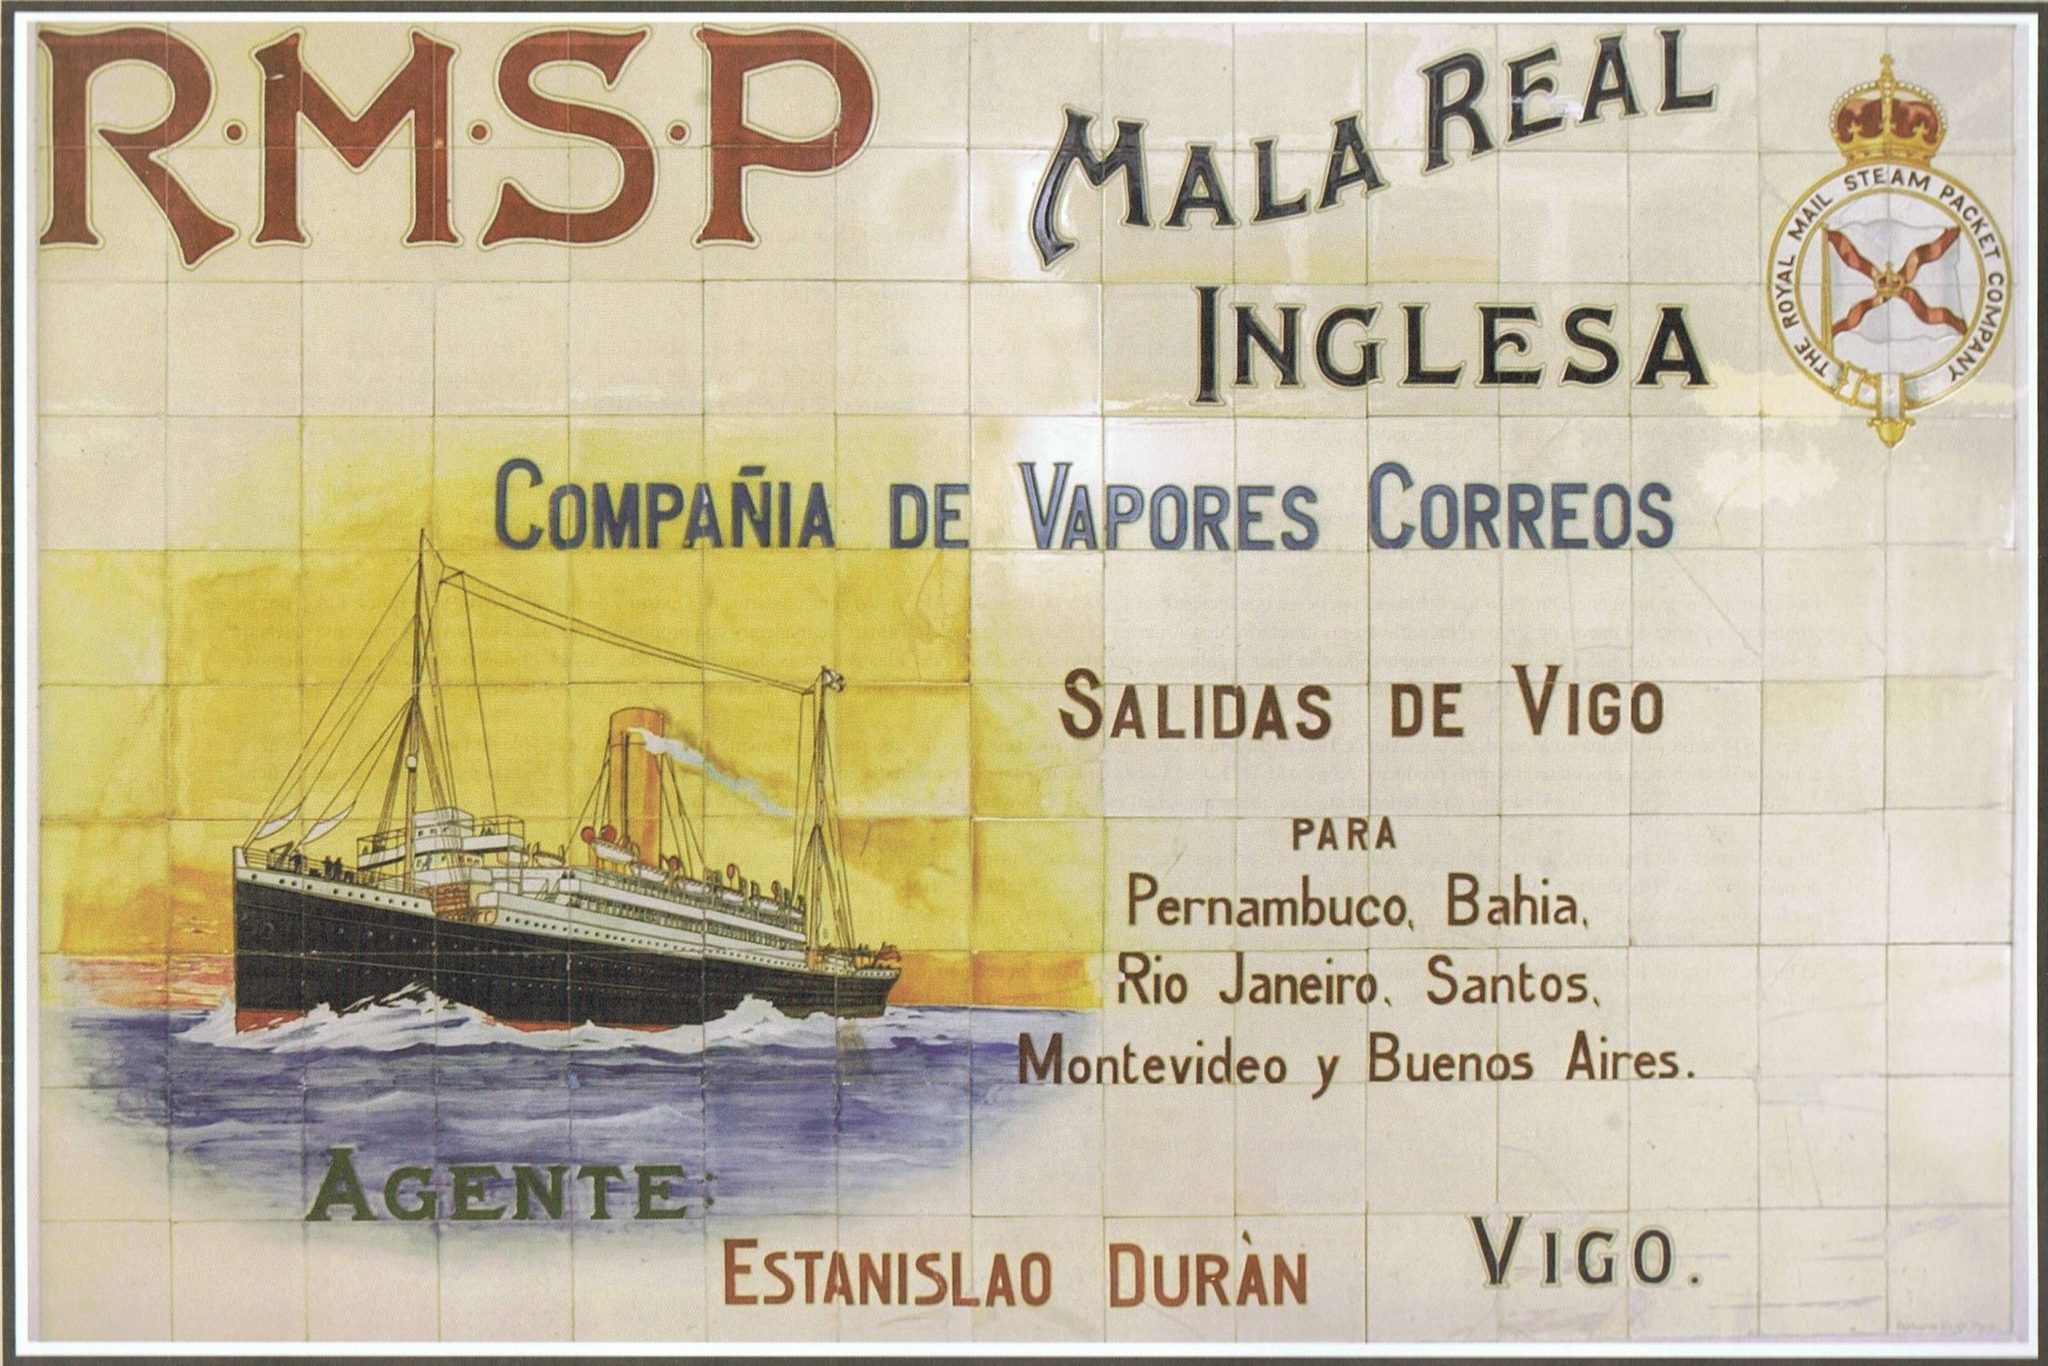 R·M·S·P
MALA REAL
INGLESA
THE ROYAL MAIL STEAM PACKET COMPANY
COMPAÑIA DE VAPORES CORREOS
SALIDAS DE VIGO
PARA
Pernambuco, Bahia,
Rio Janeiro, Santos,
Montevideo y Buenos Aires.
AGENTE:
ESTANISLAO DURÀN
VIGO.